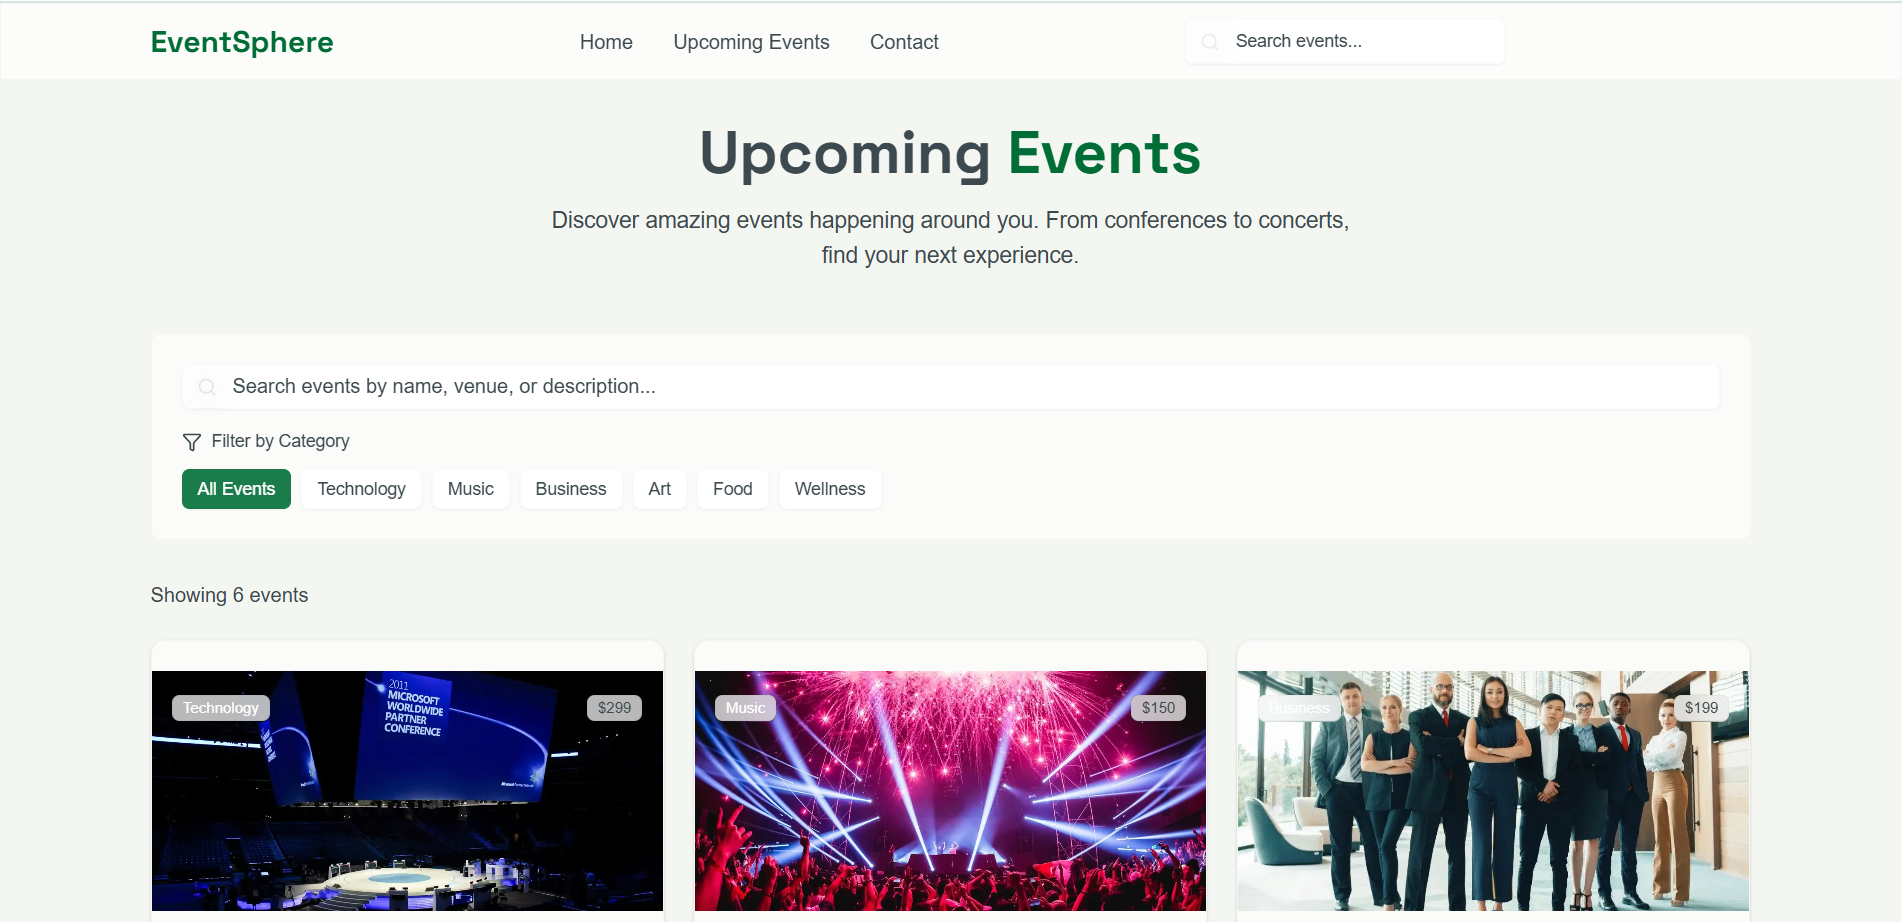 EventSphere
Home
Upcoming Events
Contact
Search events...
Upcoming Events
Discover amazing events happening around you. From conferences to concerts,
find your next experience.
Search events by name, venue, or description...
Filter by Category
All Events
Technology
Music
Business
Art
Food
Wellness
Showing 6 events
Technology
$299
2011
MICROSOFT
WORLDWIDE
PARTNER
CONFERENCE
Music
$150
Business
$199